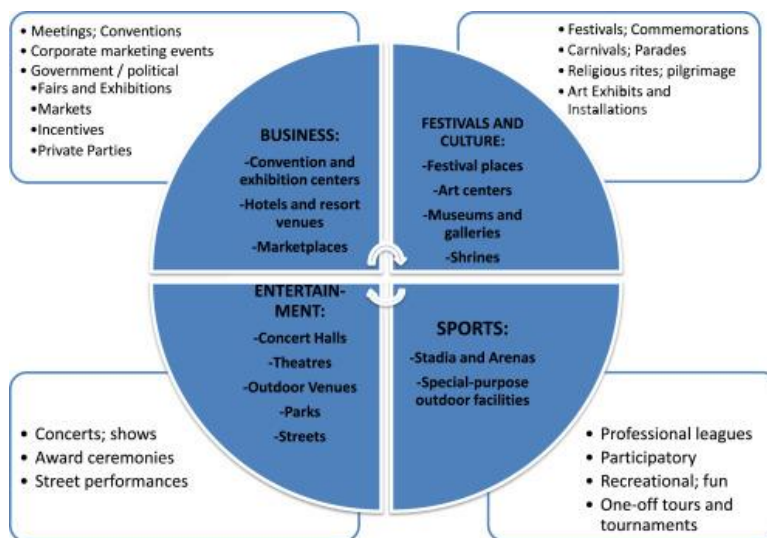 • Meetings; Conventions
• Corporate marketing events
• Government / political
•Fairs and Exhibitions
•Markets
•Incentives
•Private Parties
• Festivals; Commemorations
• Carnivals; Parades
• Religious rites; pilgrimage
• Art Exhibits and
Installations
BUSINESS:
-Convention and
exhibition centers
-Hotels and resort
venues
-Marketplaces
FESTIVALS AND
CULTURE:
-Festival places
-Art centers
-Museums and
galleries
-Shrines
ENTERTAIN-
MENT:
-Concert Halls
-Theatres
-Outdoor Venues
-Parks
-Streets
SPORTS:
-Stadia and Arenas
-Special-purpose
outdoor facilities
• Concerts; shows
• Award ceremonies
• Street performances
• Professional leagues
• Participatory
• Recreational; fun
• One-off tours and
tournaments